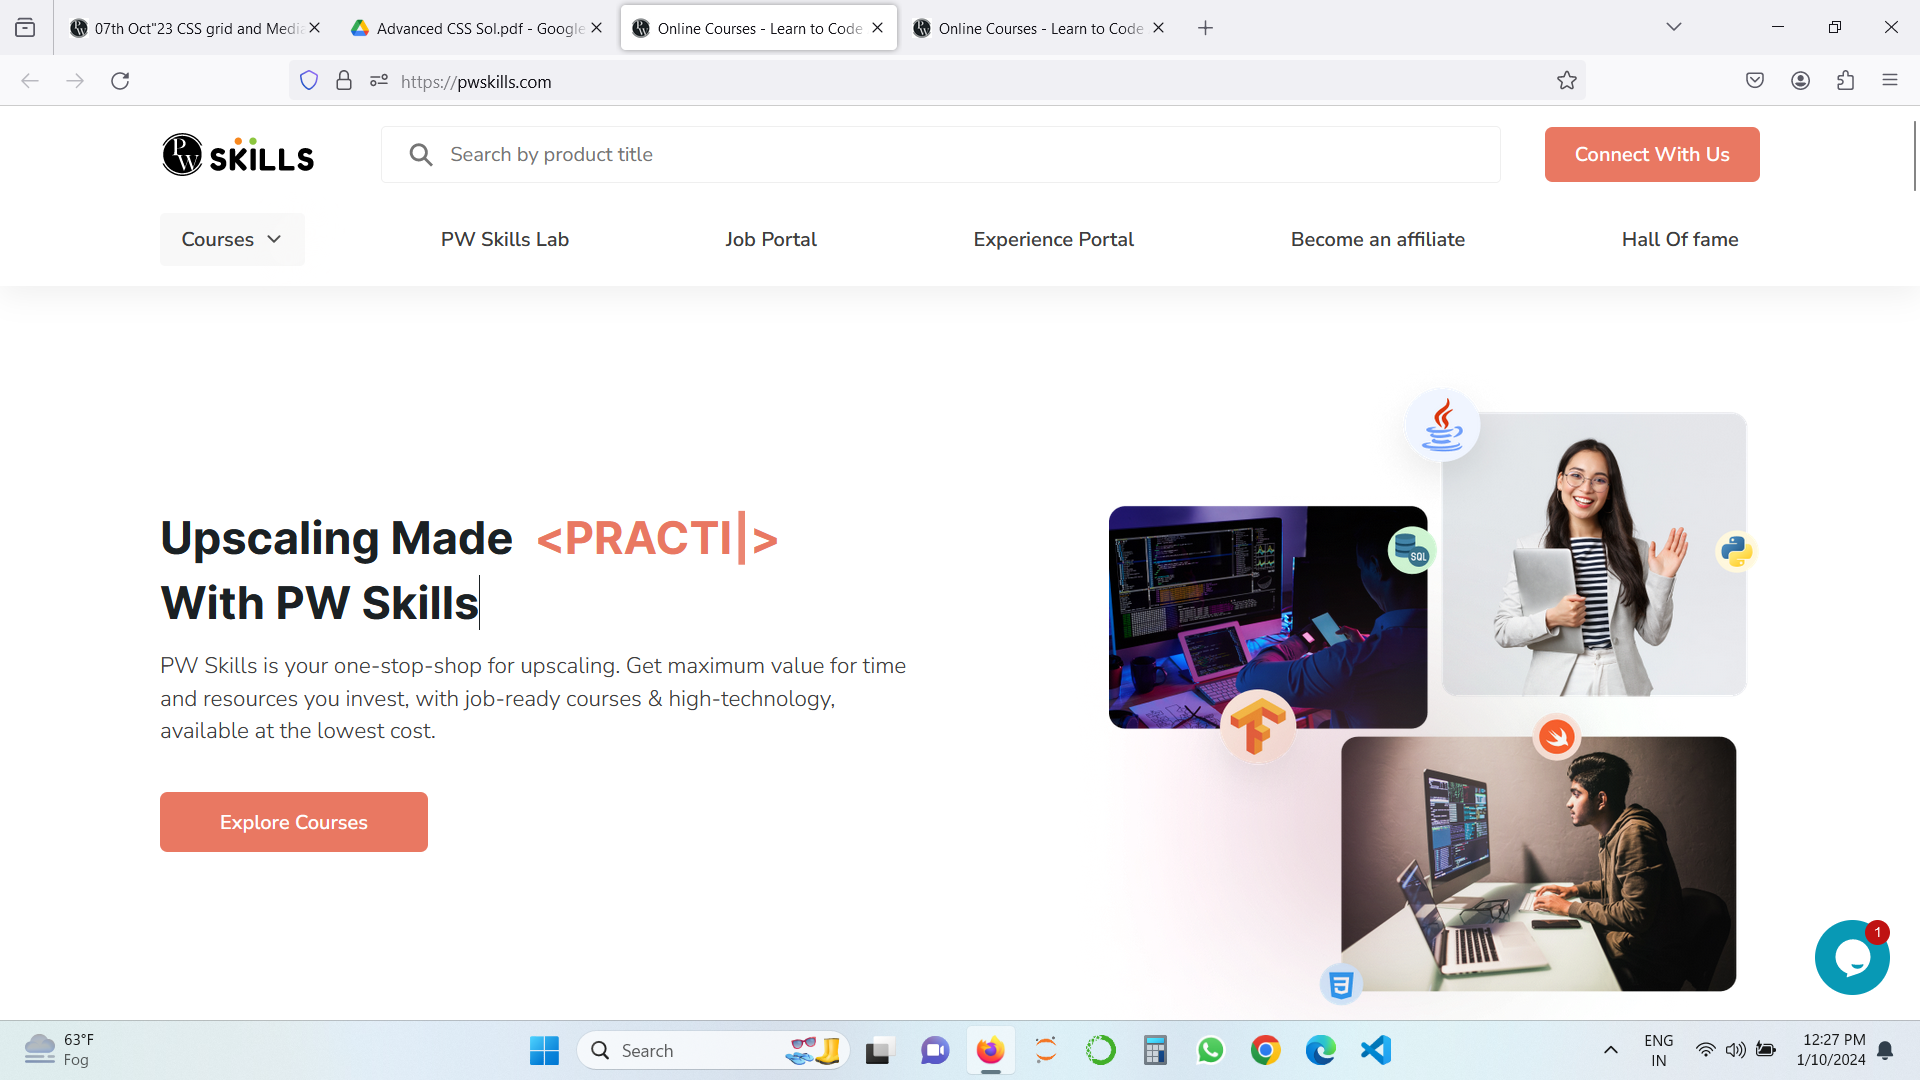 07th Oct"23 CSS grid and Media
Advanced CSS Sol.pdf - Google
Online Courses - Learn to Code
Online Courses - Learn to Code
https://pwskills.com
PW SKILLS
Search by product title
Connect With Us
Courses
PW Skills Lab
Job Portal
Experience Portal
Become an affiliate
Hall Of fame
Upscaling Made <PRACTI|>
With PW Skills
PW Skills is your one-stop-shop for upscaling. Get maximum value for time
and resources you invest, with job-ready courses & high-technology,
available at the lowest cost.
Explore Courses
SQL
1
63°F
Fog
Search
ENG
IN
12:27 PM
1/10/2024